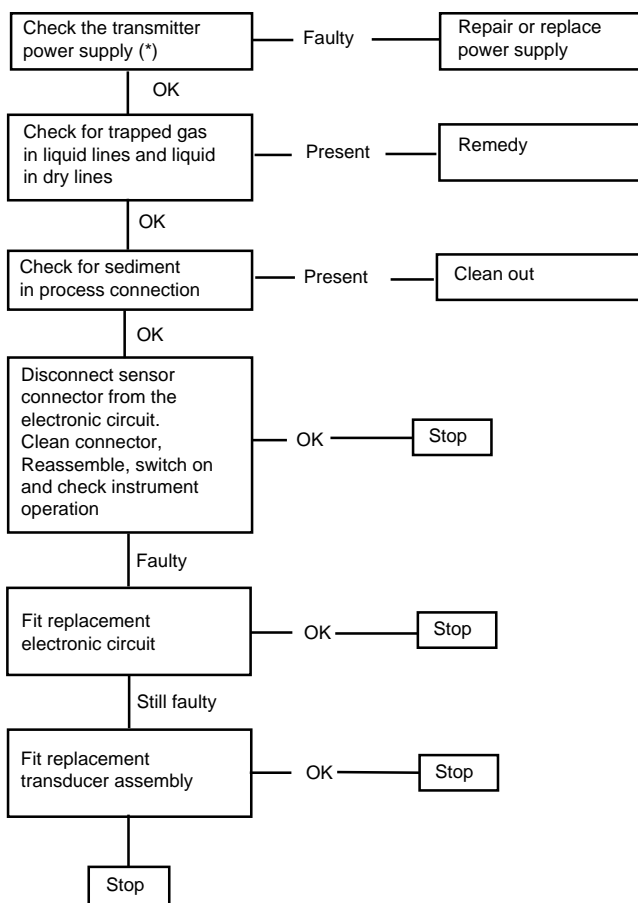 Check the transmitter
power supply (*)
Faulty
Repair or replace
power supply
OK
Check for trapped gas
in liquid lines and liquid
in dry lines
Present
Remedy
OK
Check for sediment
in process connection
Present
Clean out
OK
Disconnect sensor
connector from the
electronic circuit.
Clean connector,
Reassemble, switch on
and check instrument
operation
OK
Stop
Faulty
Fit replacement
electronic circuit
OK
Stop
Still faulty
Fit replacement
transducer assembly
OK
Stop
Stop